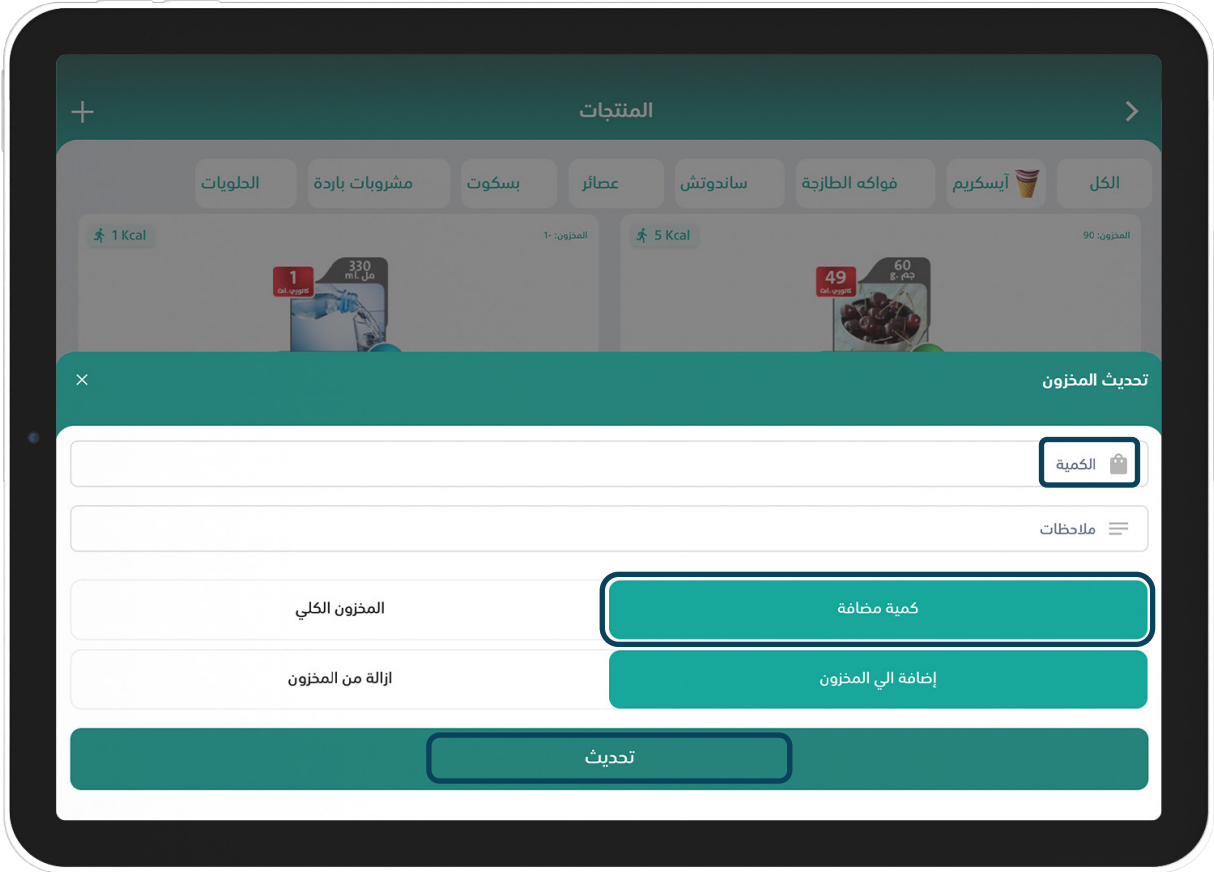 المنتجات
الكل
آيسكريم
فواكه الطازجة
ساندوتش
عصائر
بسكوت
مشروبات باردة
الحلويات
المخزون: 90
5 Kcal
60
جم .g
49
المخزون: -1
1 Kcal
330
مل .ml
1
تحديث المخزون
الكمية
ملاحظات
كمية مضافة
المخزون الكلي
إضافة الي المخزون
ازالة من المخزون
تحديث